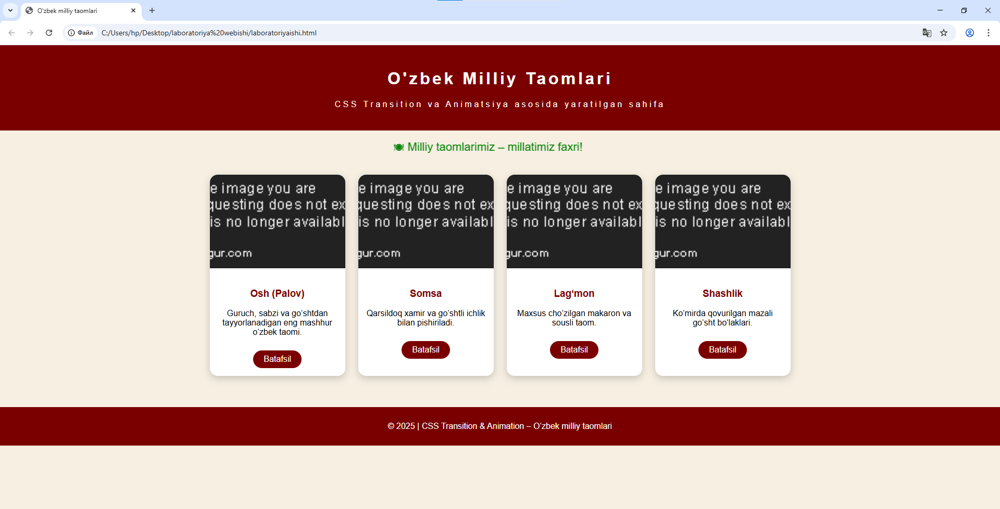 O'zbek milliy taomlari
Файл
C:/Users/hp/Desktop/laboratoriya%20webishi/laboratoriyaishi.html
O'zbek Milliy Taomlari
CSS Transition va Animatsiya asosida yaratilgan sahifa
🍽 Milliy taomlarimiz – millatimiz faxri!
e image you are
questing does not ex
is no longer availabl
gur.com
e image you are
questing does not ex
is no longer availabl
gur.com
e image you are
questing does not ex
is no longer availabl
gur.com
e image you are
questing does not ex
is no longer availabl
gur.com
Osh (Palov)
Guruch, sabzi va go‘shtdan
tayyorlanadigan eng mashhur
o‘zbek taomi.
Batafsil
Somsa
Qarsildoq xamir va go‘shtli ichlik
bilan pishiriladi.
Batafsil
Lag‘mon
Maxsus cho‘zilgan makaron va
sousli taom.
Batafsil
Shashlik
Ko‘mirda qovurilgan mazali
go‘sht bo‘laklari.
Batafsil
© 2025 | CSS Transition & Animation – O‘zbek milliy taomlari